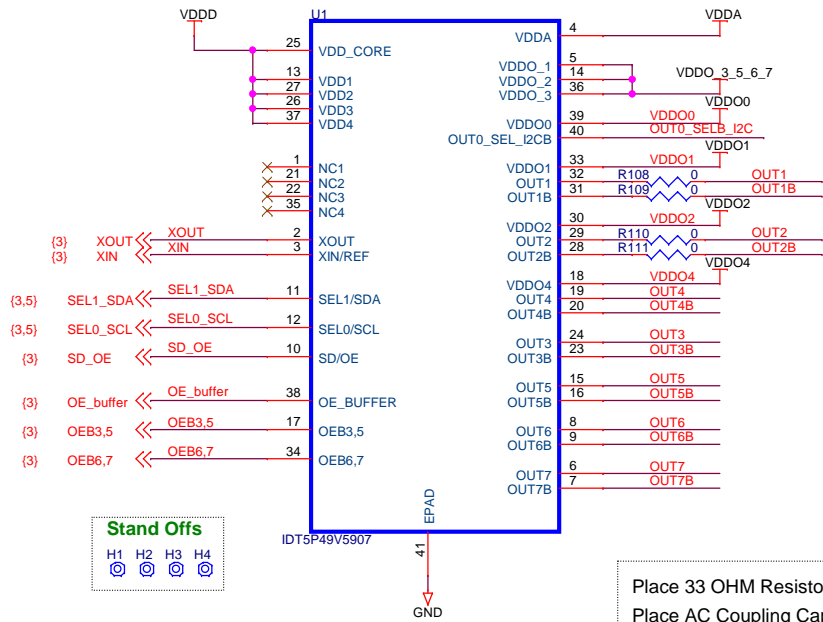 VDDD
U1
VDDA
25 VDD_CORE
VDDA 4
13 VDD1
27 VDD2
26 VDD3
37 VDD4
VDDO_1 5
VDDO_2 14
VDDO_3 36
VDDO_3_5_6_7
VDDO0
VDDO0 39 VDDO0
OUT0_SEL_I2CB 40 OUT0_SELB_I2C
VDDO1
1 NC1
21 NC2
22 NC3
35 NC4
VDDO1 33 VDDO1
OUT1 32 R108 0 OUT1
OUT1B 31 R109 0 OUT1B
VDDO2
VDDO2 30 VDDO2
{3} XOUT XOUT 2 XOUT
{3} XIN XIN 3 XIN/REF
OUT2 29 R110 0 OUT2
OUT2B 28 R111 0 OUT2B
VDDO4
VDDO4 18 VDDO4
{3,5} SEL1_SDA SEL1_SDA 11 SEL1/SDA
OUT4 19 OUT4
OUT4B 20 OUT4B
{3,5} SEL0_SCL SEL0_SCL 12 SEL0/SCL
{3} SD_OE SD_OE 10 SD/OE
OUT3 24 OUT3
OUT3B 23 OUT3B
{3} OE_buffer OE_buffer 38 OE_BUFFER
OUT5 15 OUT5
OUT5B 16 OUT5B
{3} OEB3,5 OEB3,5 17 OEB3,5
OUT6 8 OUT6
OUT6B 9 OUT6B
{3} OEB6,7 OEB6,7 34 OEB6,7
OUT7 6 OUT7
OUT7B 7 OUT7B
EPAD
41
GND
IDT5P49V5907
Stand Offs
H1 H2 H3 H4
Place 33 OHM Resisto
Place AC Coupling Car